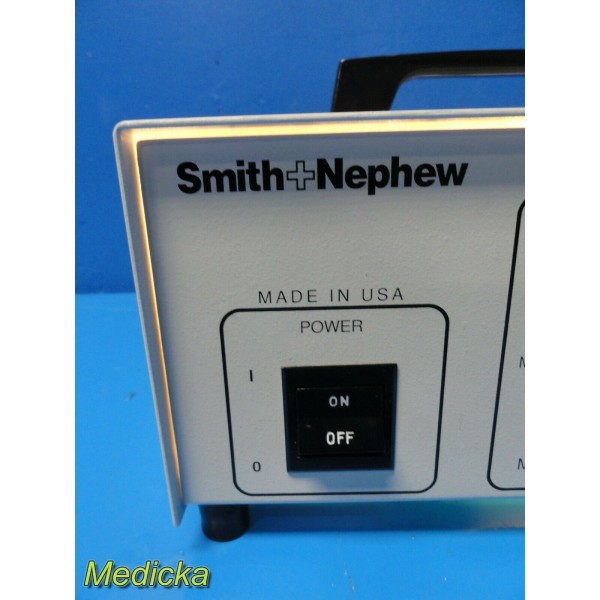 Smith+Nephew
MADE IN USA
POWER
I
ON
OFF
0
M
M
Medicka